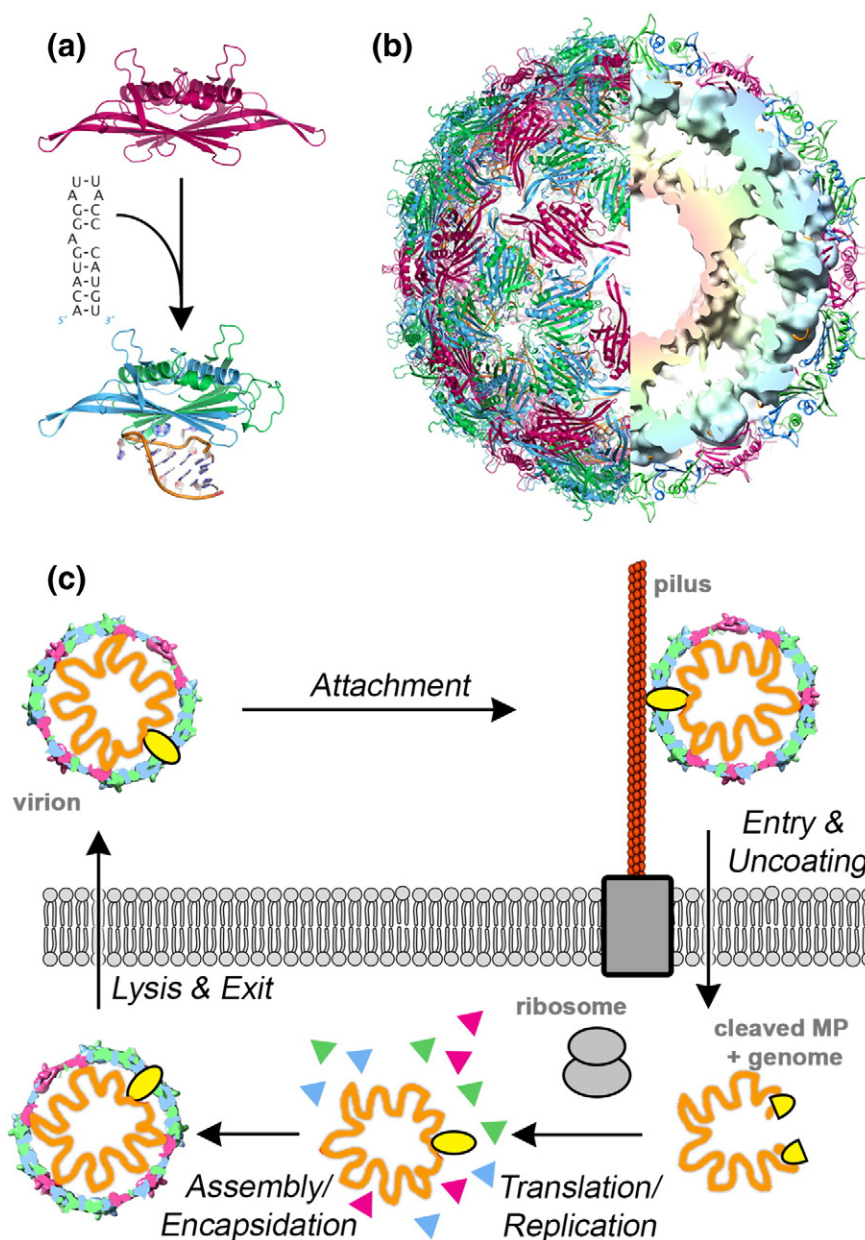 (a)
U-U
A A
G-C
G-C
A
G-C
U-A
A-U
C-G
A-U
5' 3'
(b)
(c)
pilus
Attachment
virion
Entry &
Uncoating
Lysis & Exit
ribosome
cleaved MP
+ genome
Assembly/
Encapsidation
Translation/
Replication